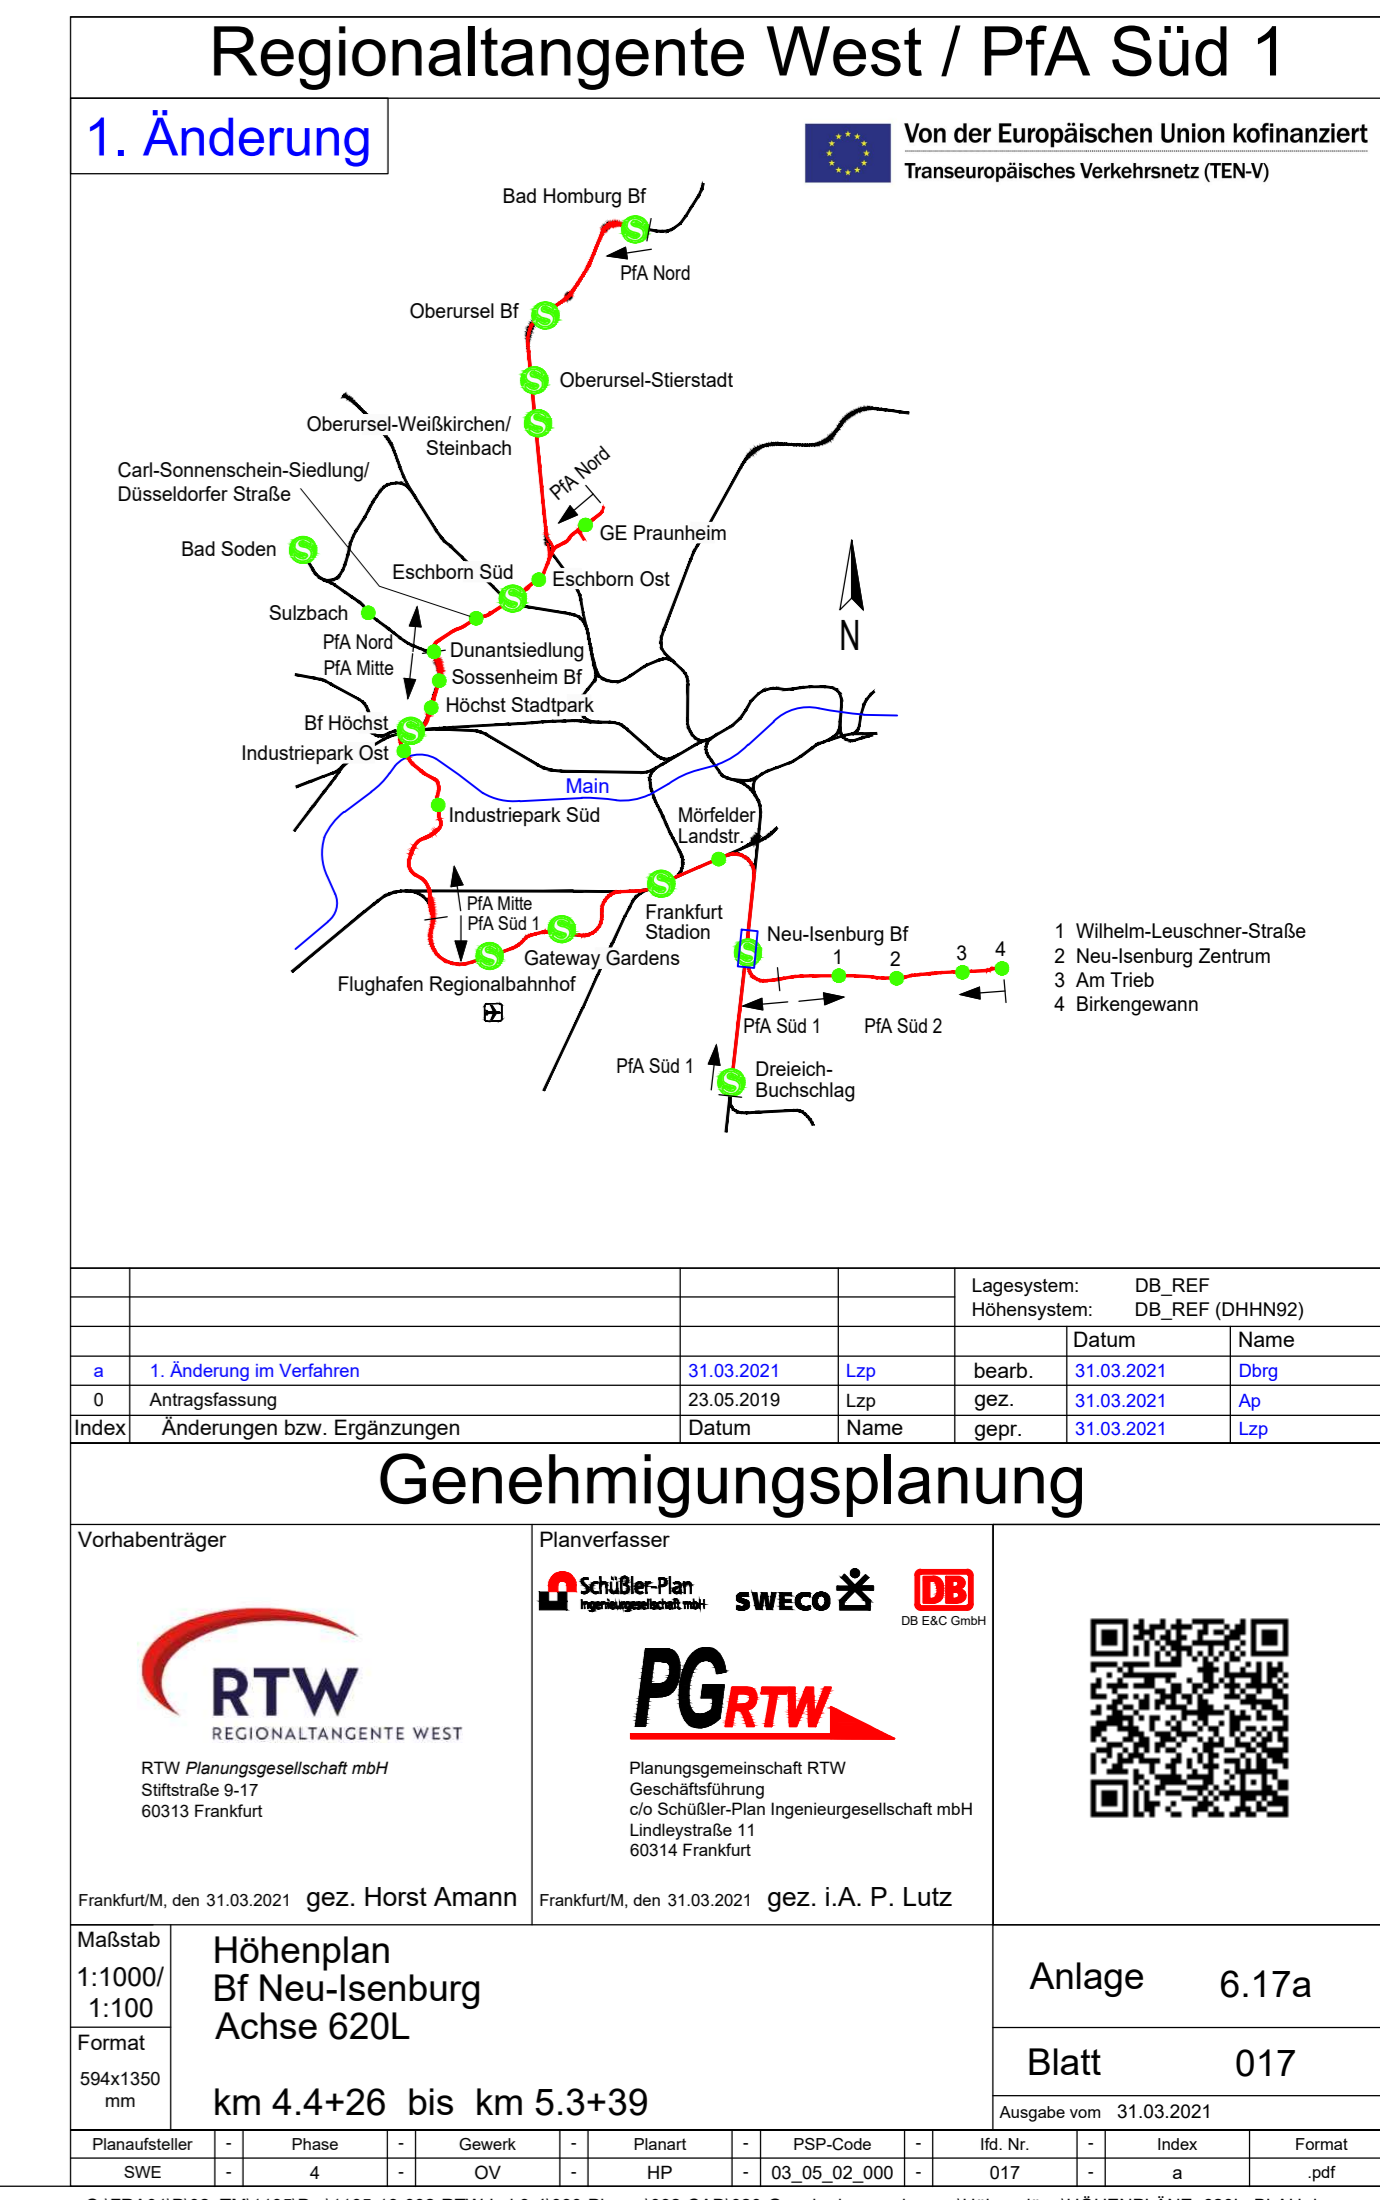 Regionaltangente West / PfA Süd 1
1. Änderung
Von der Europäischen Union kofinanziert
Transeuropäisches Verkehrsnetz (TEN-V)
Bad Homburg Bf
PfA Nord
Oberursel Bf
Oberursel-Stierstadt
Oberursel-Weißkirchen/
Steinbach
Carl-Sonnenschein-Siedlung/
Düsseldorfer Straße
PfA Nord
GE Praunheim
Bad Soden
Eschborn Süd
Eschborn Ost
Sulzbach
PfA Nord
PfA Mitte
Dunantsiedlung
Sossenheim Bf
Höchst Stadtpark
N
Bf Höchst
Industriepark Ost
Main
Industriepark Süd
Mörfelder
Landstr.
PfA Mitte
PfA Süd 1
Frankfurt
Stadion
Gateway Gardens
Flughafen Regionalbahnhof
Neu-Isenburg Bf
1 2 3 4
1 Wilhelm-Leuschner-Straße
2 Neu-Isenburg Zentrum
3 Am Trieb
4 Birkengewann
PfA Süd 1 PfA Süd 2
PfA Süd 1
Dreieich-
Buchschlag
Lagesystem: DB_REF
Höhensystem: DB_REF (DHHN92)
Datum Name
a 1. Änderung im Verfahren 31.03.2021 Lzp bearb. 31.03.2021 Dbrg
0 Antragsfassung 23.05.2019 Lzp gez. 31.03.2021 Ap
Index Änderungen bzw. Ergänzungen Datum Name gepr. 31.03.2021 Lzp
Genehmigungsplanung
Vorhabenträger
RTW
REGIONALTANGENTE WEST
RTW Planungsgesellschaft mbH
Stiftstraße 9-17
60313 Frankfurt
Frankfurt/M, den 31.03.2021 gez. Horst Amann
Planverfasser
Schüßler-Plan
Ingenieurgesellschaft mbH
SWECO
DB
DB E&C GmbH
PG RTW
Planungsgemeinschaft RTW
Geschäftsführung
c/o Schüßler-Plan Ingenieurgesellschaft mbH
Lindleystraße 11
60314 Frankfurt
Frankfurt/M, den 31.03.2021 gez. i.A. P. Lutz
Maßstab
1:1000/
1:100
Format
594x1350
mm
Höhenplan
Bf Neu-Isenburg
Achse 620L
km 4.4+26 bis km 5.3+39
Anlage 6.17a
Blatt 017
Ausgabe vom 31.03.2021
Planaufsteller - Phase - Gewerk - Planart - PSP-Code - lfd. Nr. - Index Format
SWE - 4 - OV - HP - 03_05_02_000 - 017 - a .pdf